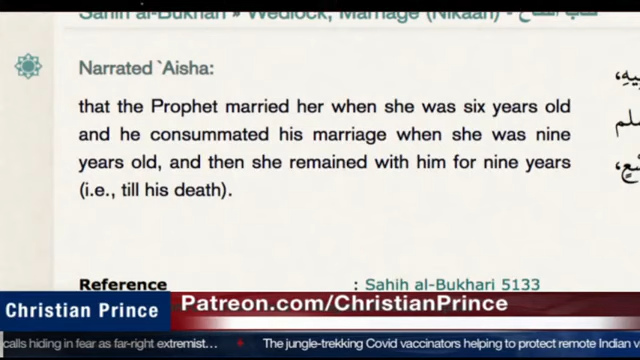 Sahih al-Bukhari » Wedlock, Marriage (Nikaah) - كتاب النكاح
Narrated `Aisha:
that the Prophet married her when she was six years old
and he consummated his marriage when she was nine
years old, and then she remained with him for nine years
(i.e., till his death).
Reference : Sahih al-Bukhari 5133
Christian Prince Patreon.com/ChristianPrince
calls hiding in fear as far-right extremist... The jungle-trekking Covid vaccinators helping to protect remote Indian v